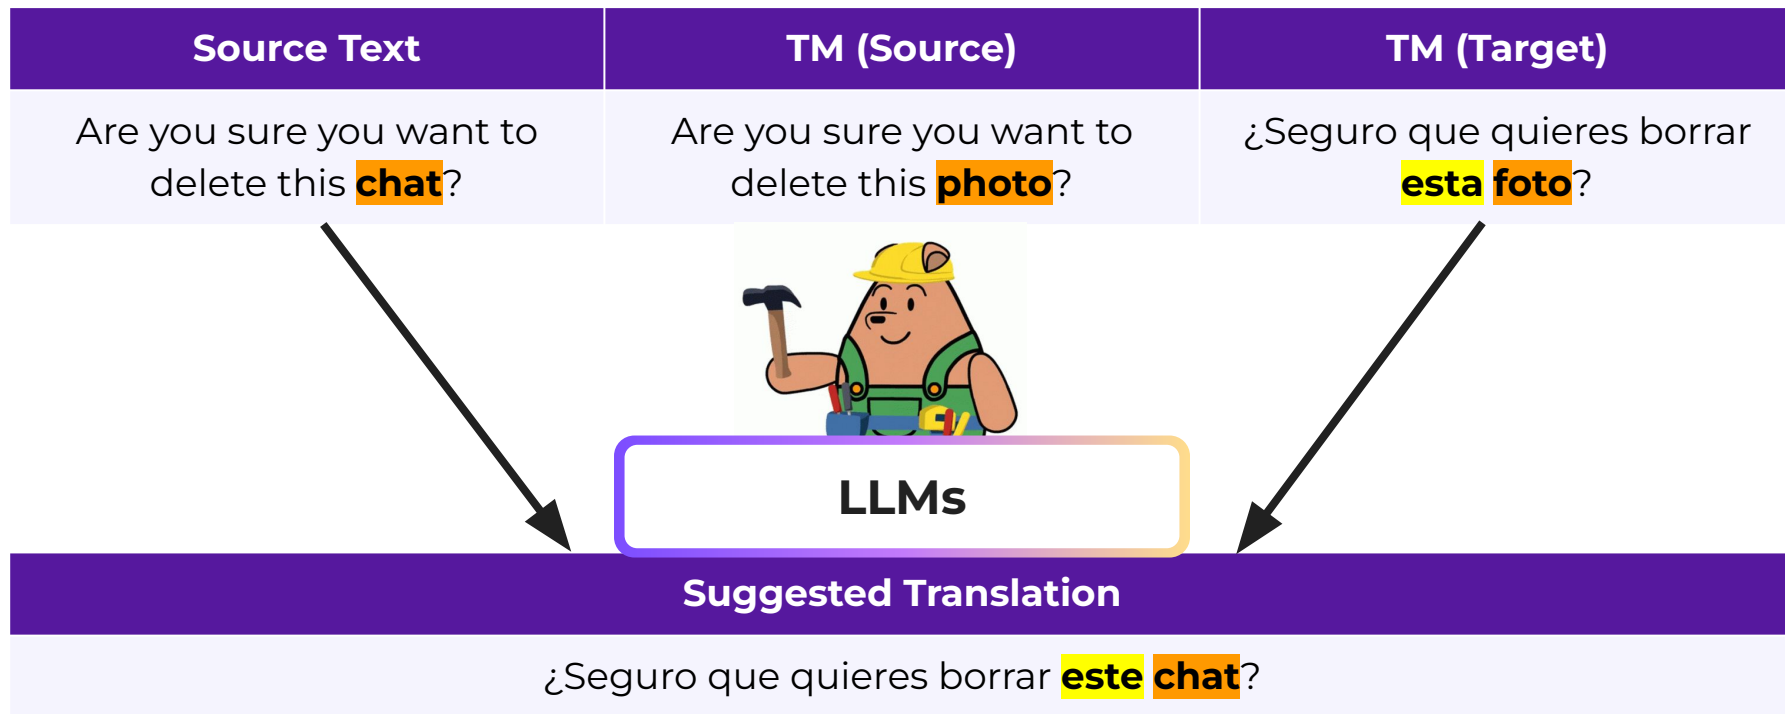 Source Text
TM (Source)
TM (Target)
Are you sure you want to
delete this chat?
Are you sure you want to
delete this photo?
¿Seguro que quieres borrar
esta foto?
LLMs
Suggested Translation
¿Seguro que quieres borrar este chat?